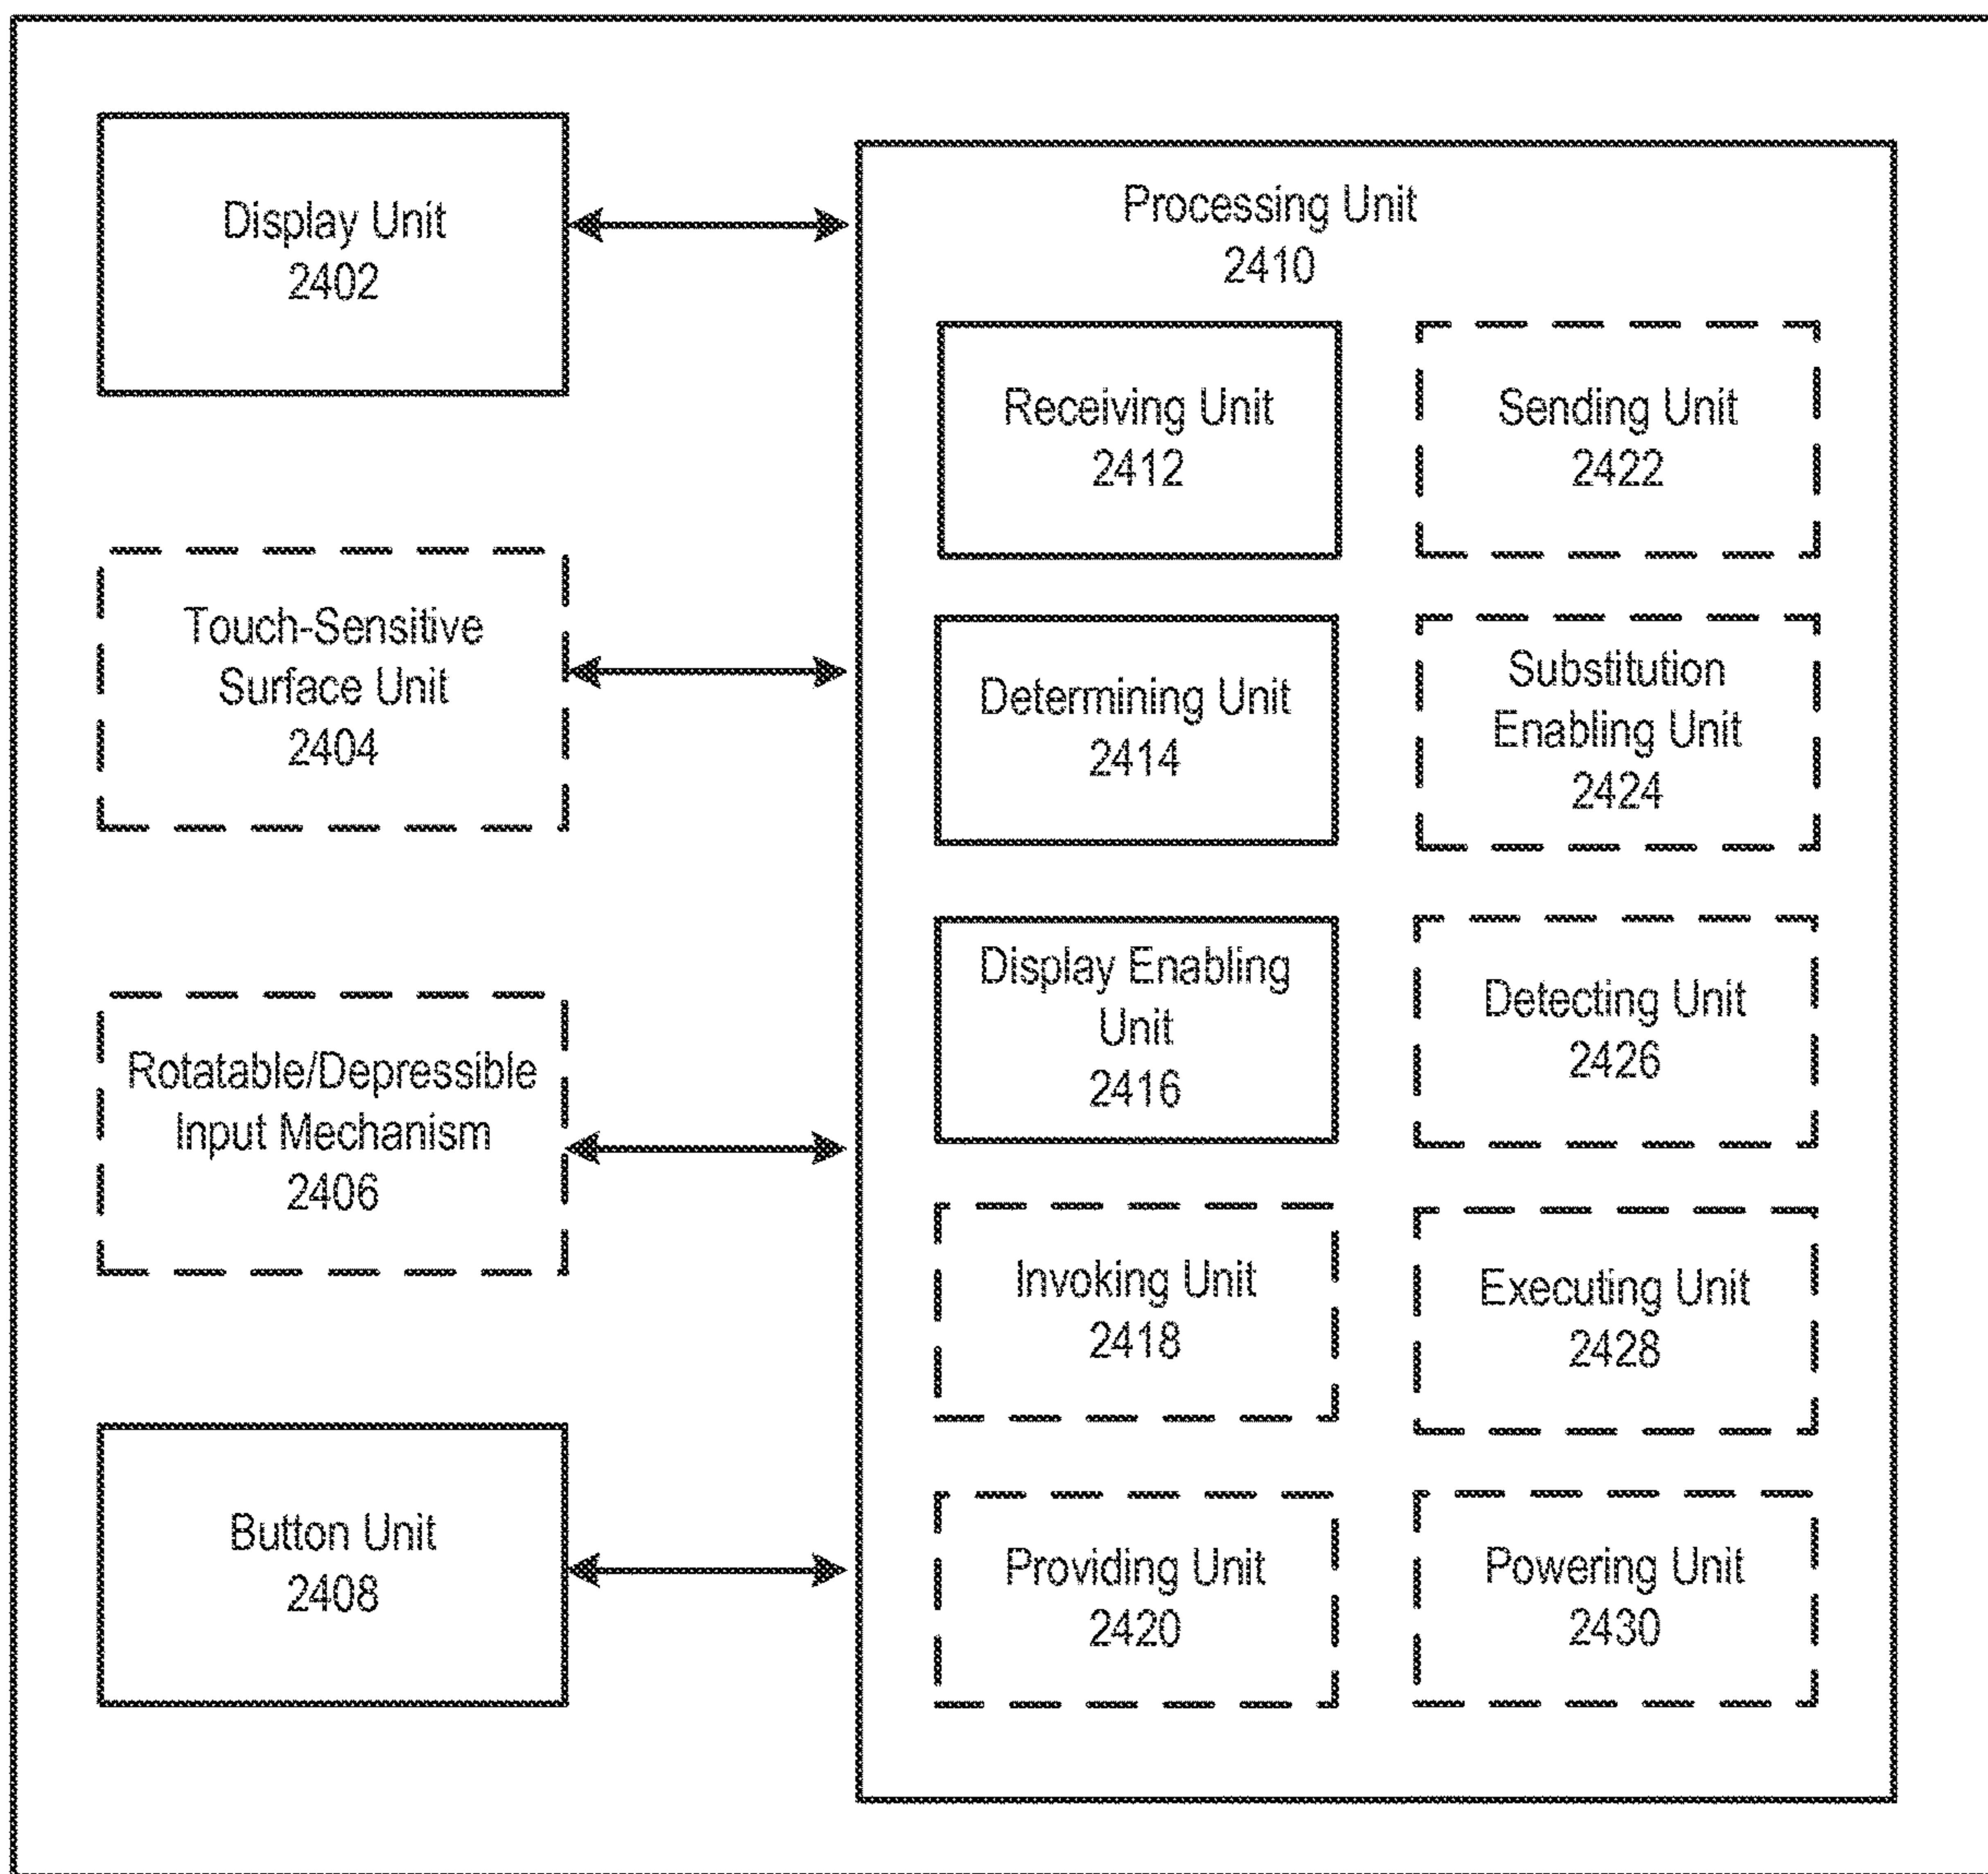 Display Unit
2402
Touch-Sensitive
Surface Unit
2404
Rotatable/Depressible
Input Mechanism
2406
Button Unit
2408
Processing Unit
2410
Receiving Unit
2412
Sending Unit
2422
Determining Unit
2414
Substitution
Enabling Unit
2424
Display Enabling
Unit
2416
Detecting Unit
2426
Invoking Unit
2418
Executing Unit
2428
Providing Unit
2420
Powering Unit
2430